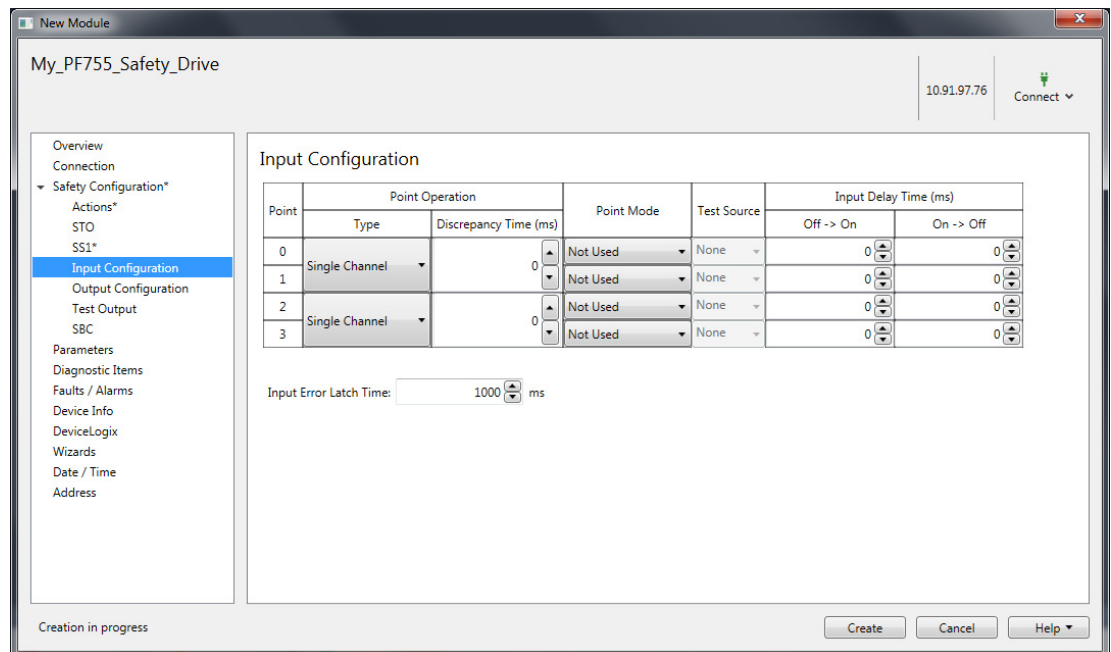 New Module
My_PF755_Safety_Drive
10.91.97.76
Connect
Overview
Connection
Safety Configuration*
Actions*
STO
SS1*
Input Configuration
Output Configuration
Test Output
SBC
Parameters
Diagnostic Items
Faults / Alarms
Device Info
DeviceLogix
Wizards
Date / Time
Address
Input Configuration
Point Point Operation Point Mode Test Source Input Delay Time (ms)
Type Discrepancy Time (ms) Off -> On On -> Off
0 Single Channel 0 Not Used None 0 0
1 Not Used None 0 0
2 Single Channel 0 Not Used None 0 0
3 Not Used None 0 0
Input Error Latch Time: 1000 ms
Creation in progress
Create Cancel Help